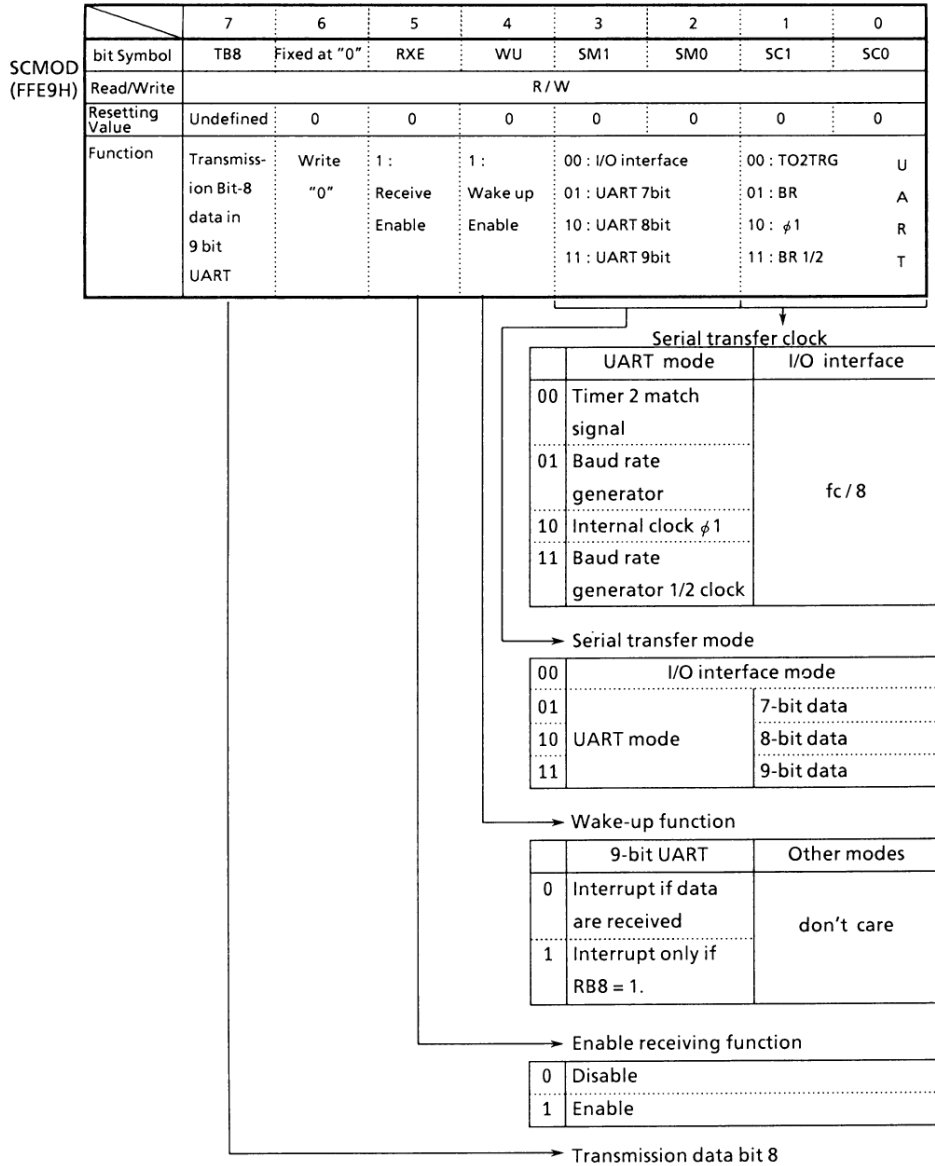 7 6 5 4 3 2 1 0
SCMOD
(FFE9H)
bit Symbol TB8 Fixed at "0" RXE WU SM1 SM0 SC1 SC0
Read/Write R / W
Resetting
Value Undefined 0 0 0 0 0 0 0
Function Transmiss- Write 1 : 1 : 00 : I/O interface 00 : TO2TRG U
ion Bit-8 "0" Receive Wake up 01 : UART 7bit 01 : BR A
data in Enable Enable 10 : UART 8bit 10 : ϕ1 R
9 bit 11 : UART 9bit 11 : BR 1/2 T
UART
Serial transfer clock
UART mode I/O interface
00 Timer 2 match
signal
01 Baud rate
generator fc / 8
10 Internal clock ϕ1
11 Baud rate
generator 1/2 clock
Serial transfer mode
00 I/O interface mode
01 7-bit data
10 UART mode 8-bit data
11 9-bit data
Wake-up function
9-bit UART Other modes
0 Interrupt if data
are received don't care
1 Interrupt only if
RB8 = 1.
Enable receiving function
0 Disable
1 Enable
Transmission data bit 8